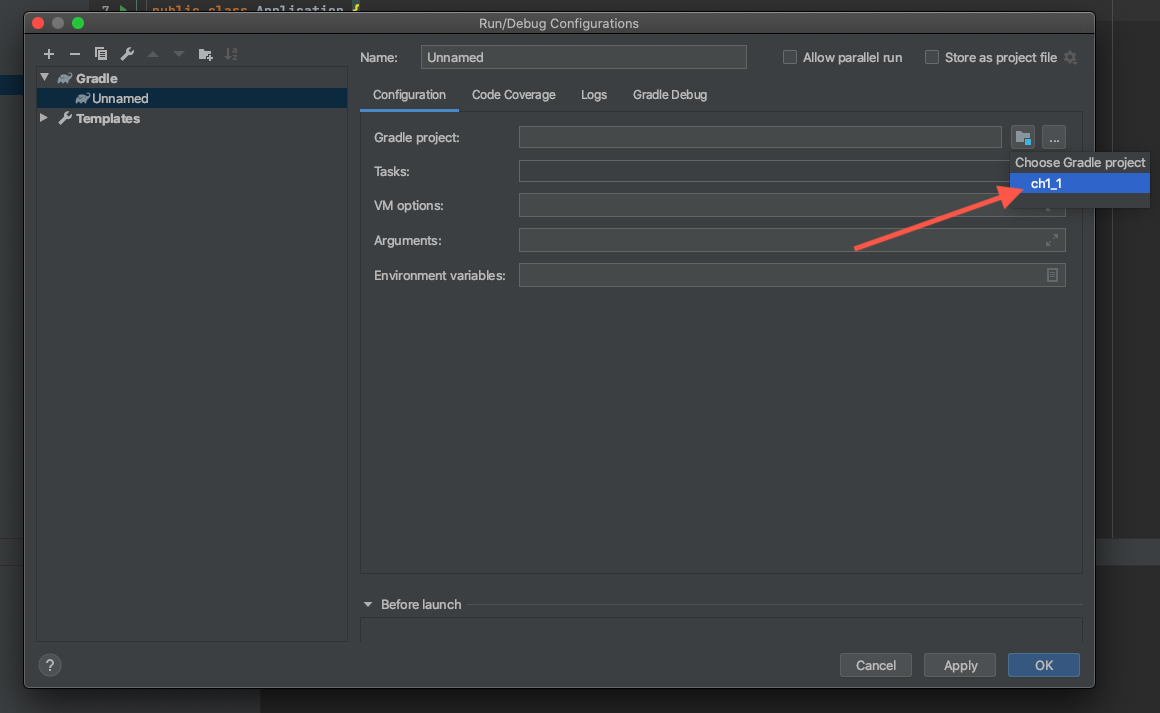 7 public class Application {
Run/Debug Configurations
Name: Unnamed Allow parallel run Store as project file
Gradle
Unnamed
Templates
Configuration Code Coverage Logs Gradle Debug
Gradle project: ...
Choose Gradle project
ch1_1
Tasks:
VM options:
Arguments:
Environment variables:
Before launch
? Cancel Apply OK